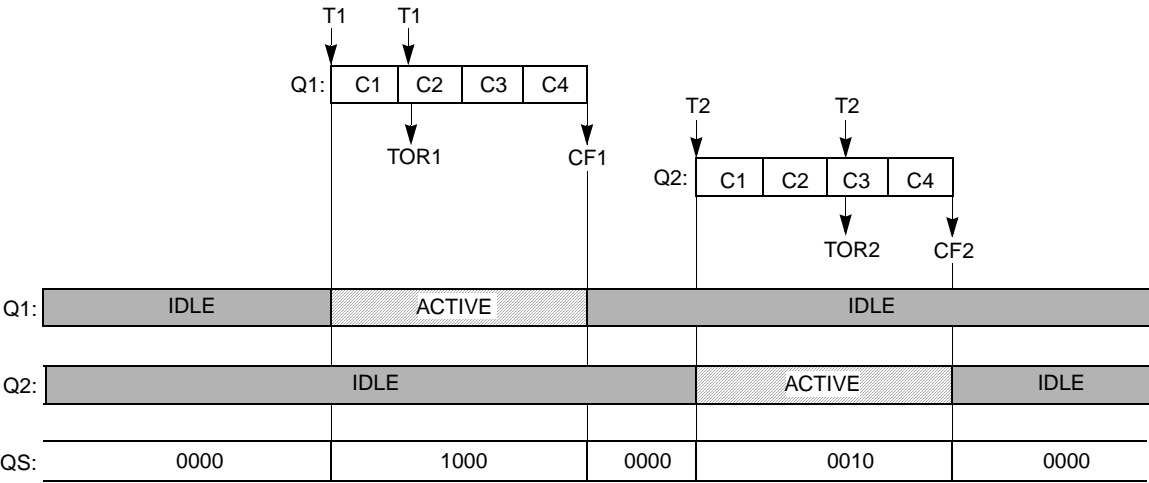 T1 T1
Q1: C1 C2 C3 C4
T2 T2
TOR1 CF1
Q2: C1 C2 C3 C4
TOR2 CF2
Q1: IDLE ACTIVE IDLE
Q2: IDLE ACTIVE IDLE
QS: 0000 1000 0000 0010 0000